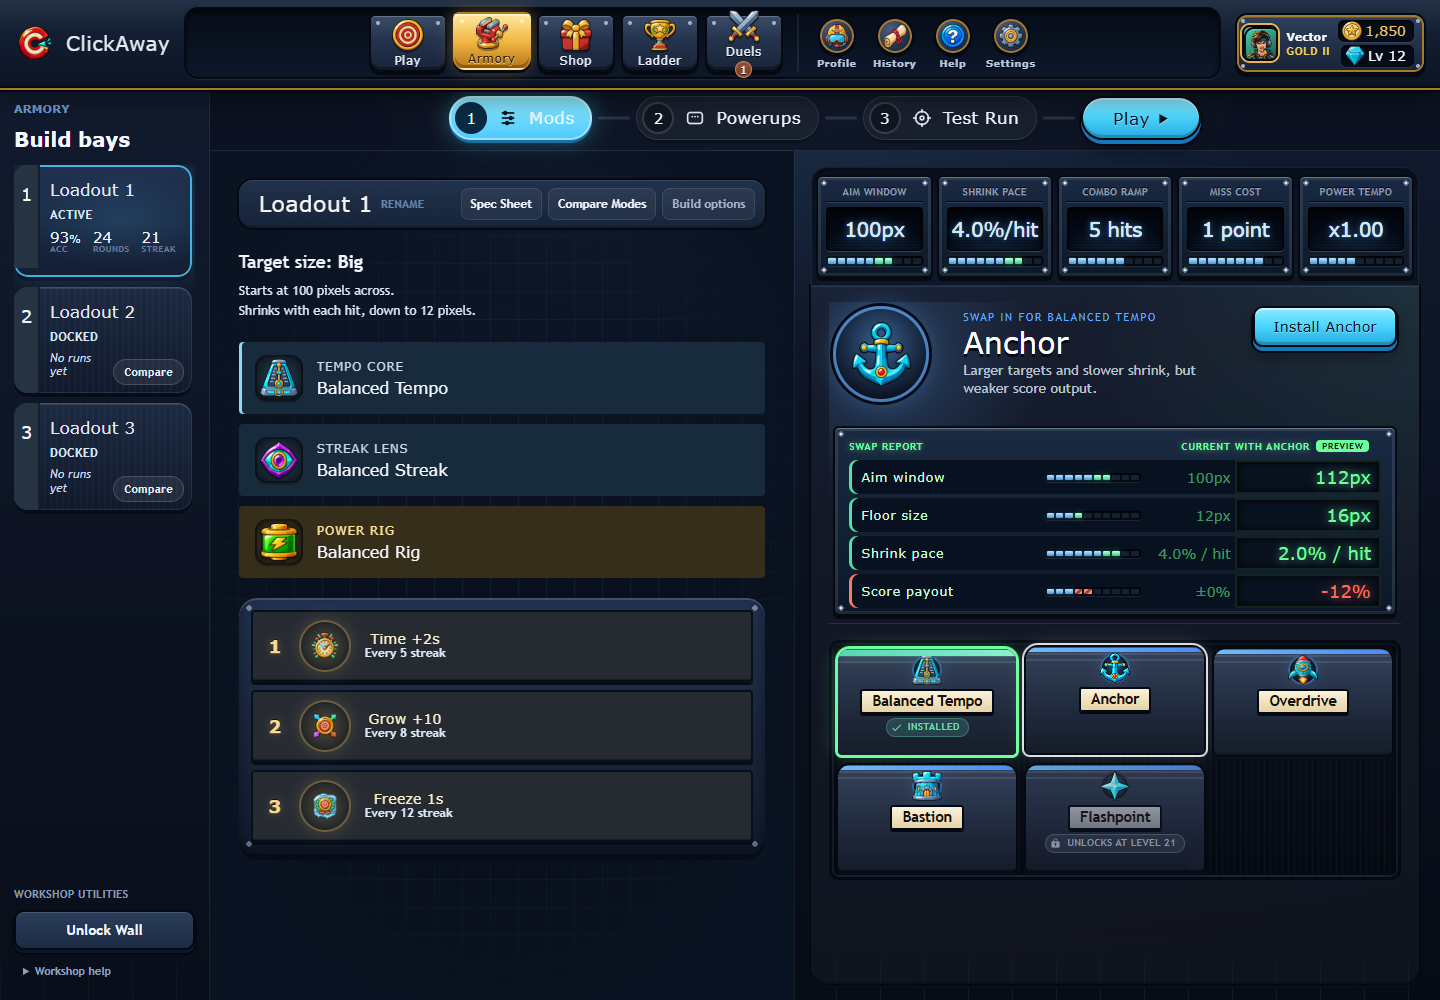 ClickAway
Play
Armory
Shop
Ladder
Duels
1
Profile
History
Help
Settings
Vector
GOLD II
1,850
Lv 12
ARMORY
Build bays
1
Loadout 1
ACTIVE
93% 24 21
ACC ROUNDS STREAK
2
Loadout 2
DOCKED
No runs
yet
Compare
3
Loadout 3
DOCKED
No runs
yet
Compare
WORKSHOP UTILITIES
Unlock Wall
Workshop help
1 Mods
2 Powerups
3 Test Run
Play
Loadout 1 RENAME
Spec Sheet
Compare Modes
Build options
Target size: Big
Starts at 100 pixels across.
Shrinks with each hit, down to 12 pixels.
TEMPO CORE
Balanced Tempo
STREAK LENS
Balanced Streak
POWER RIG
Balanced Rig
1
Time +2s
Every 5 streak
2
Grow +10
Every 8 streak
3
Freeze 1s
Every 12 streak
AIM WINDOW
100px
SHRINK PACE
4.0%/hit
COMBO RAMP
5 hits
MISS COST
1 point
POWER TEMPO
x1.00
SWAP IN FOR BALANCED TEMPO
Anchor
Larger targets and slower shrink, but
weaker score output.
Install Anchor
SWAP REPORT CURRENT WITH ANCHOR PREVIEW
Aim window 100px 112px
Floor size 12px 16px
Shrink pace 4.0% / hit 2.0% / hit
Score payout ±0% -12%
Balanced Tempo
INSTALLED
Anchor
Overdrive
Bastion
Flashpoint
UNLOCKS AT LEVEL 21